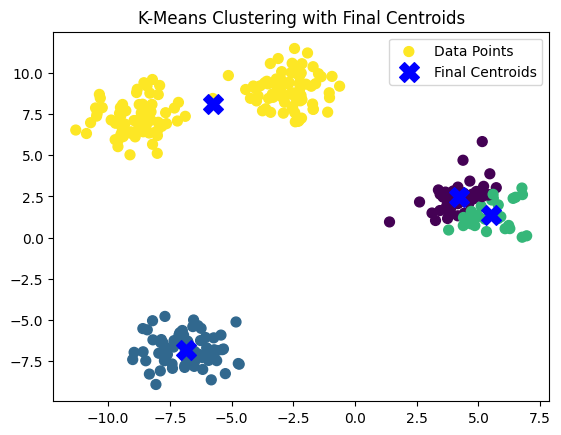 K-Means Clustering with Final Centroids
Data Points
Final Centroids
10.0
7.5
5.0
2.5
0.0
−2.5
−5.0
−7.5
−10.0 −7.5 −5.0 −2.5 0.0 2.5 5.0 7.5